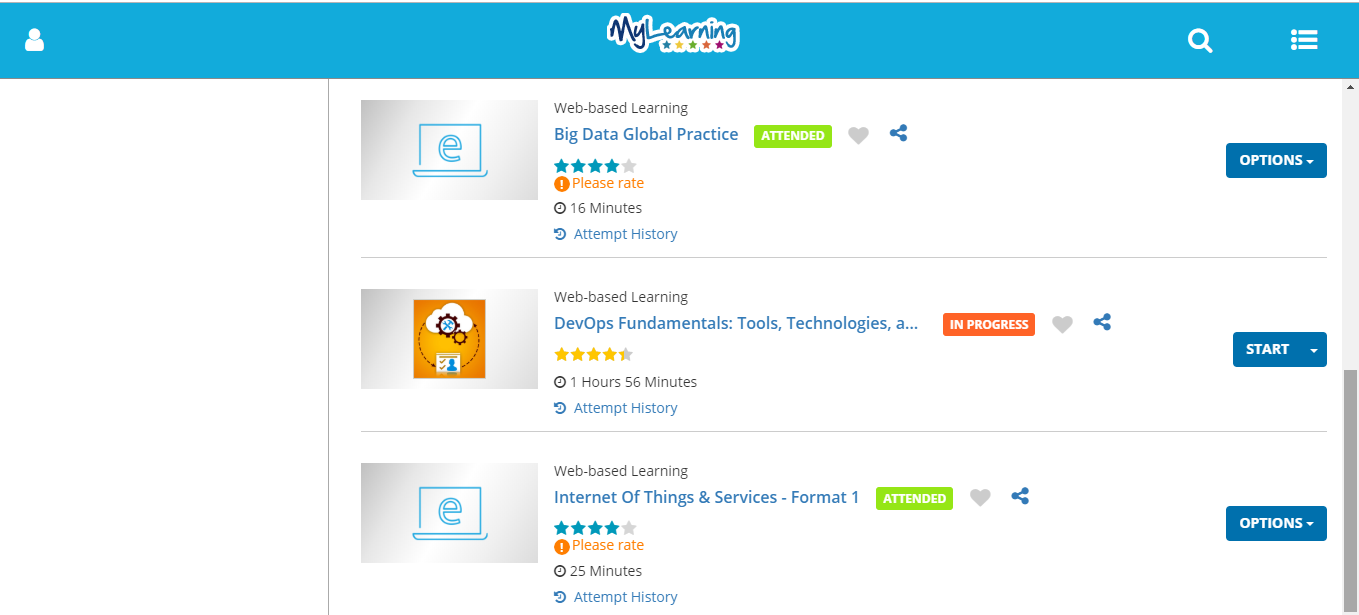 MyLearning
Web-based Learning
Big Data Global Practice ATTENDED
Please rate
16 Minutes
Attempt History
OPTIONS
Web-based Learning
DevOps Fundamentals: Tools, Technologies, a... IN PROGRESS
1 Hours 56 Minutes
Attempt History
START
Web-based Learning
Internet Of Things & Services - Format 1 ATTENDED
Please rate
25 Minutes
Attempt History
OPTIONS